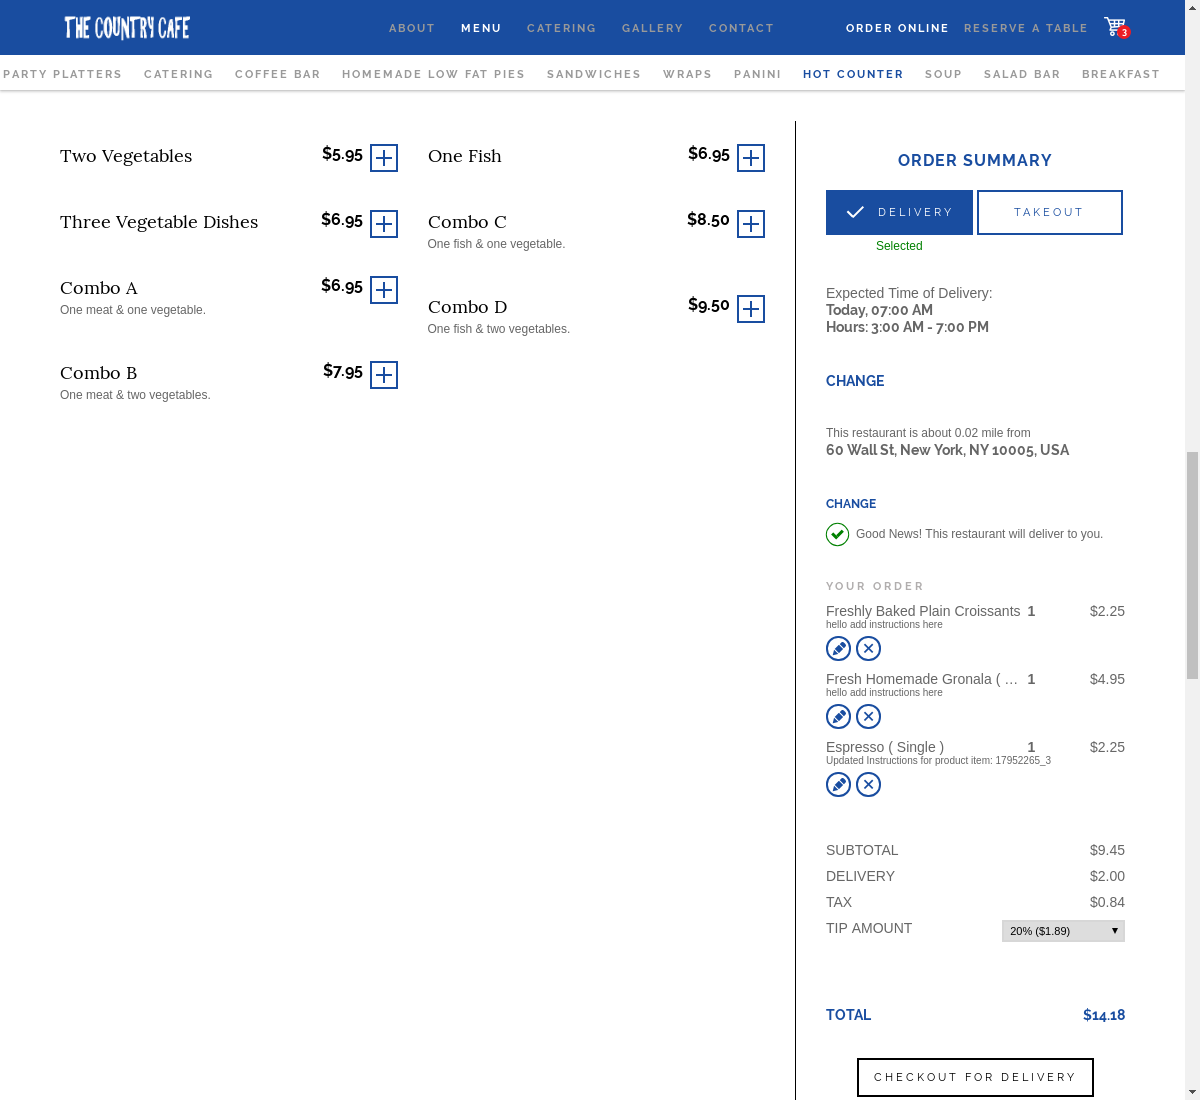 THE COUNTRY CAFE
ABOUT MENU CATERING GALLERY CONTACT ORDER ONLINE RESERVE A TABLE 3
PARTY PLATTERS CATERING COFFEE BAR HOMEMADE LOW FAT PIES SANDWICHES WRAPS PANINI HOT COUNTER SOUP SALAD BAR BREAKFAST
Two Vegetables $5.95
Three Vegetable Dishes $6.95
Combo A $6.95
One meat & one vegetable.
Combo B $7.95
One meat & two vegetables.
One Fish $6.95
Combo C $8.50
One fish & one vegetable.
Combo D $9.50
One fish & two vegetables.
ORDER SUMMARY
DELIVERY TAKEOUT
Selected
Expected Time of Delivery:
Today, 07:00 AM
Hours: 3:00 AM - 7:00 PM
CHANGE
This restaurant is about 0.02 mile from
60 Wall St, New York, NY 10005, USA
CHANGE
Good News! This restaurant will deliver to you.
YOUR ORDER
Freshly Baked Plain Croissants 1 $2.25
hello add instructions here
Fresh Homemade Gronala ( … 1 $4.95
hello add instructions here
Espresso ( Single ) 1 $2.25
Updated Instructions for product item: 17952265_3
SUBTOTAL $9.45
DELIVERY $2.00
TAX $0.84
TIP AMOUNT 20% ($1.89)
TOTAL $14.18
CHECKOUT FOR DELIVERY